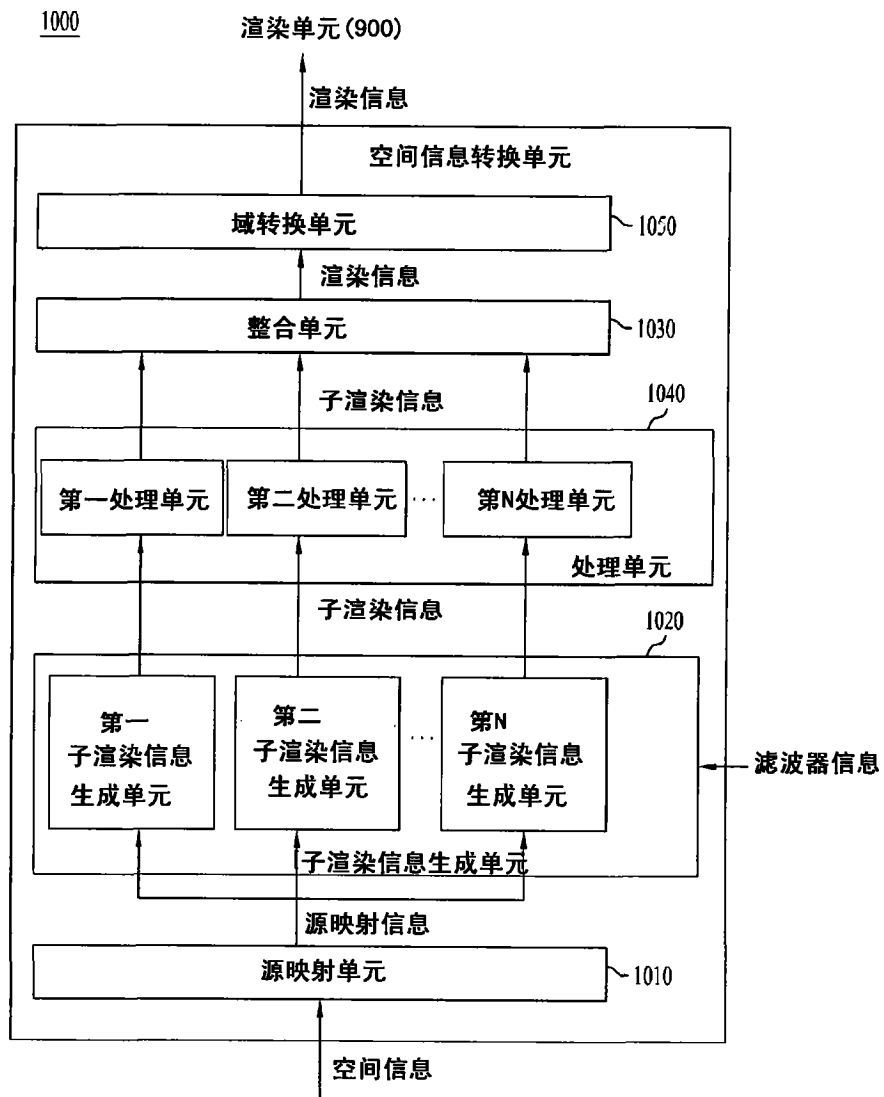 1000
渲染单元(900)
渲染信息
空间信息转换单元
域转换单元
1050
渲染信息
整合单元
1030
子渲染信息
1040
第一处理单元
第二处理单元
···
第N处理单元
处理单元
子渲染信息
1020
第一
子渲染信息
生成单元
第二
子渲染信息
生成单元
···
第N
子渲染信息
生成单元
滤波器信息
子渲染信息生成单元
源映射信息
源映射单元
1010
空间信息